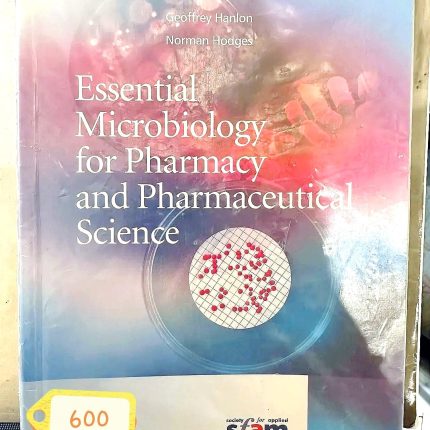 Geoffrey Hanlon
Norman Hodges
Essential
Microbiology
for Pharmacy
and Pharmaceutical
Science
600
society for applied
sfam